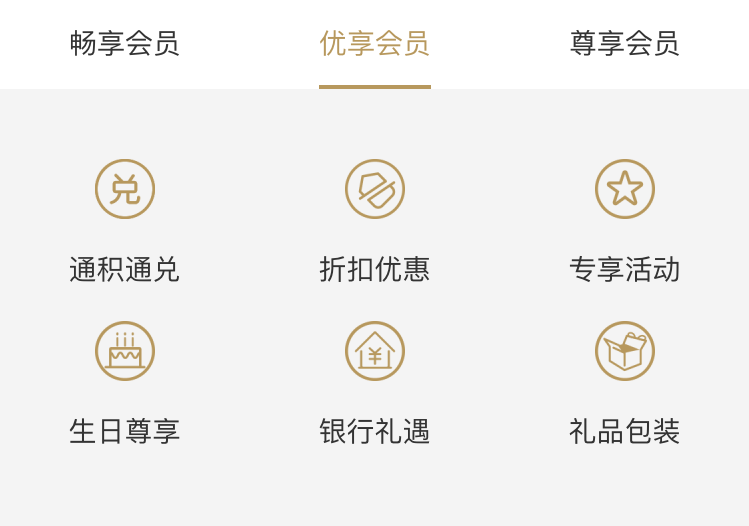 畅享会员 优享会员 尊享会员
兑
通积通兑 折扣优惠 专享活动
¥
生日尊享 银行礼遇 礼品包装